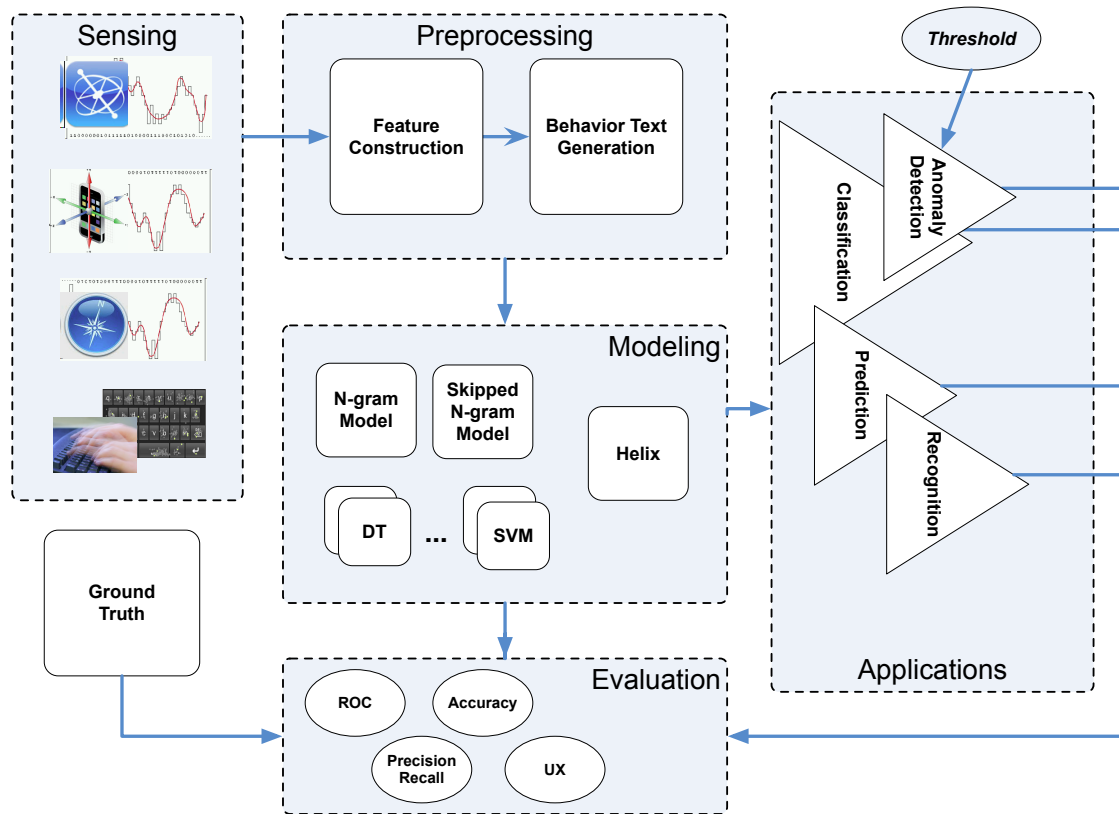 Sensing
Preprocessing
Feature
Construction
Behavior Text
Generation
Threshold
Anomaly
Detection
Classification
Prediction
Recognition
Applications
Modeling
N-gram
Model
Skipped
N-gram
Model
Helix
DT
...
SVM
Ground
Truth
Evaluation
ROC
Accuracy
Precision
Recall
UX